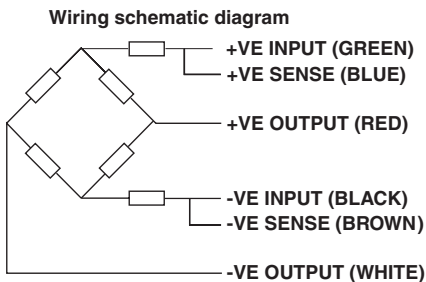 Wiring schematic diagram
+VE INPUT (GREEN)
+VE SENSE (BLUE)
+VE OUTPUT (RED)
-VE INPUT (BLACK)
-VE SENSE (BROWN)
-VE OUTPUT (WHITE)